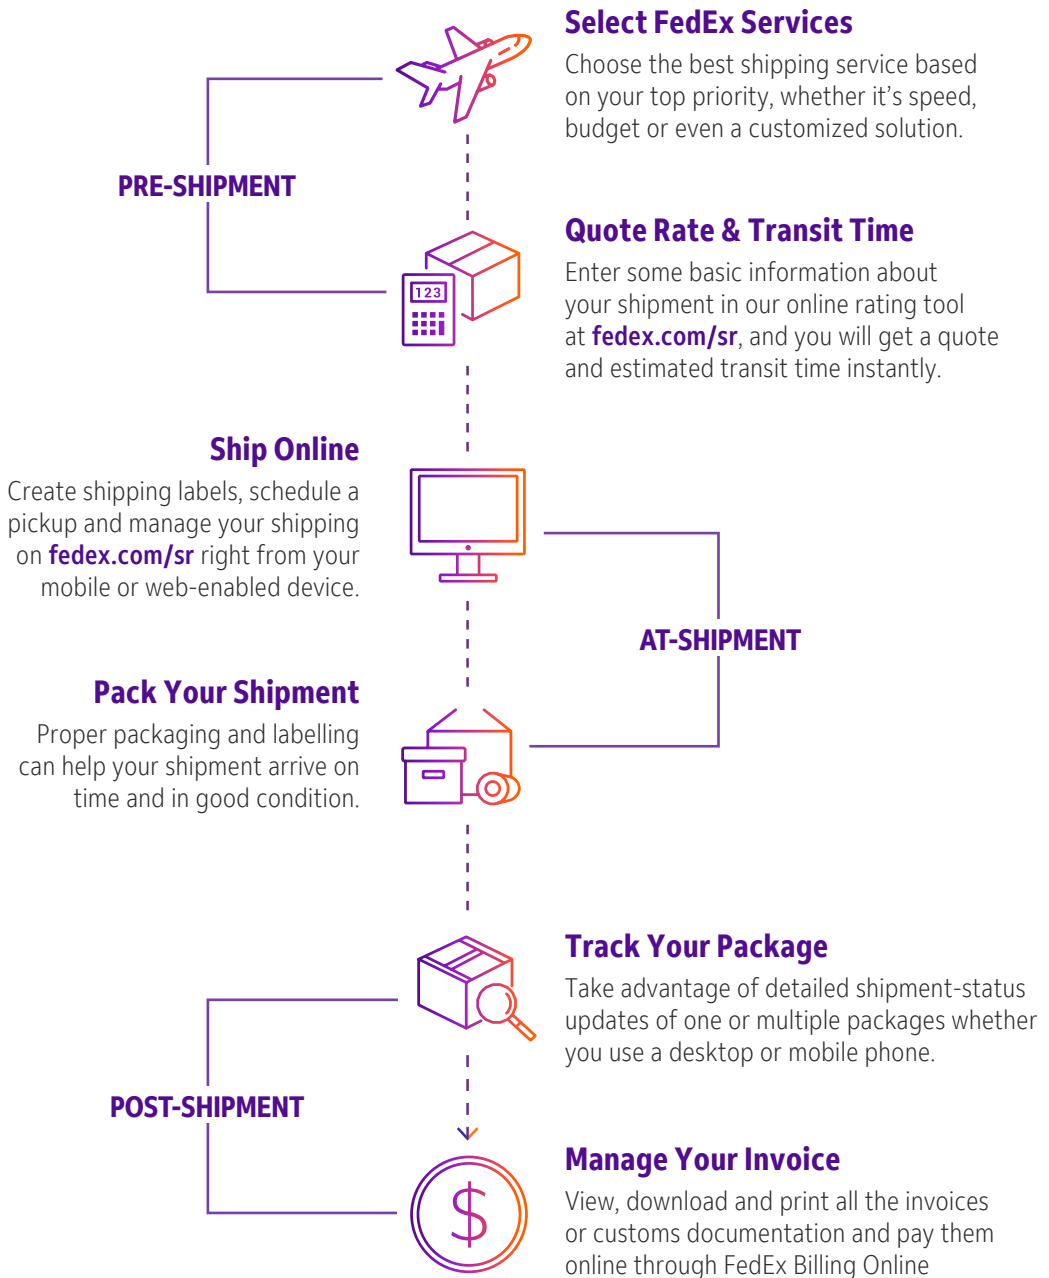 Select FedEx Services
Choose the best shipping service based
on your top priority, whether it's speed,
budget or even a customized solution.
PRE-SHIPMENT
Quote Rate & Transit Time
Enter some basic information about
your shipment in our online rating tool
at fedex.com/sr, and you will get a quote
and estimated transit time instantly.
123
Ship Online
Create shipping labels, schedule a
pickup and manage your shipping
on fedex.com/sr right from your
mobile or web-enabled device.
AT-SHIPMENT
Pack Your Shipment
Proper packaging and labelling
can help your shipment arrive on
time and in good condition.
Track Your Package
Take advantage of detailed shipment-status
updates of one or multiple packages whether
you use a desktop or mobile phone.
POST-SHIPMENT
Manage Your Invoice
View, download and print all the invoices
or customs documentation and pay them
online through FedEx Billing Online
$